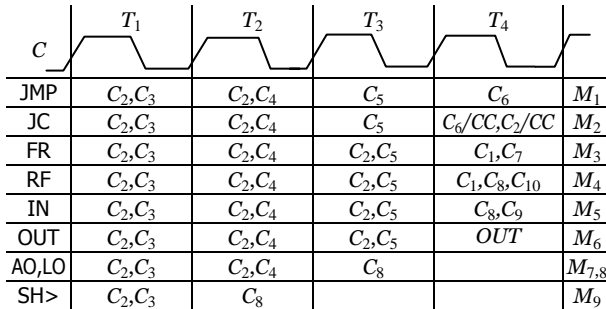 T₁ T₂ T₃ T₄
C
JMP C₂,C₃ C₂,C₄ C₅ C₆ M₁
JC C₂,C₃ C₂,C₄ C₅ C₆/CC,C₂/CC M₂
FR C₂,C₃ C₂,C₄ C₂,C₅ C₁,C₇ M₃
RF C₂,C₃ C₂,C₄ C₂,C₅ C₁,C₈,C₁₀ M₄
IN C₂,C₃ C₂,C₄ C₂,C₅ C₈,C₉ M₅
OUT C₂,C₃ C₂,C₄ C₂,C₅ OUT M₆
AO,LO C₂,C₃ C₂,C₄ C₈ M₇,₈
SH> C₂,C₃ C₈ M₉